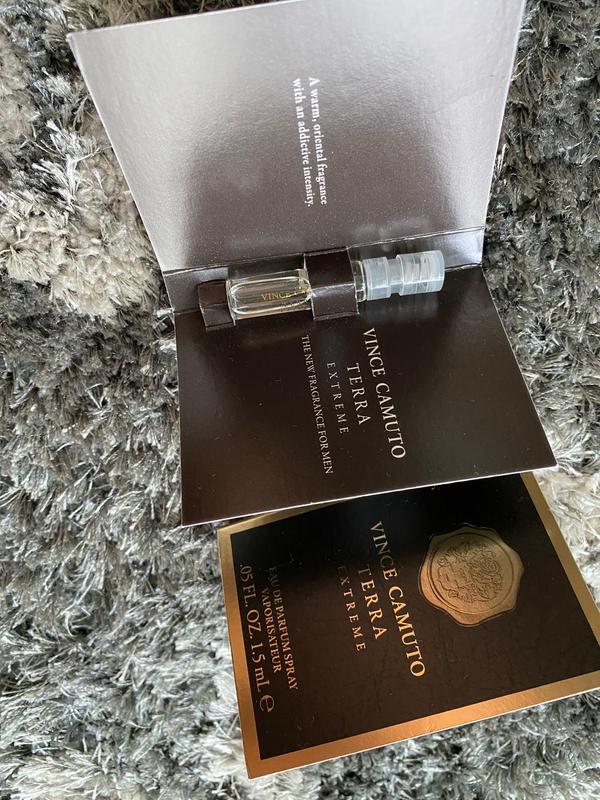 A warm, oriental fragrance
with an addictive intensity.
VINCE
VINCE CAMUTO
TERRA
EXTREME
THE NEW FRAGRANCE FOR MEN
VINCE CAMUTO
TERRA
EXTREME
EAU DE PARFUM SPRAY
VAPORISATEUR
.05 FL. OZ. 1.5 mL ℮